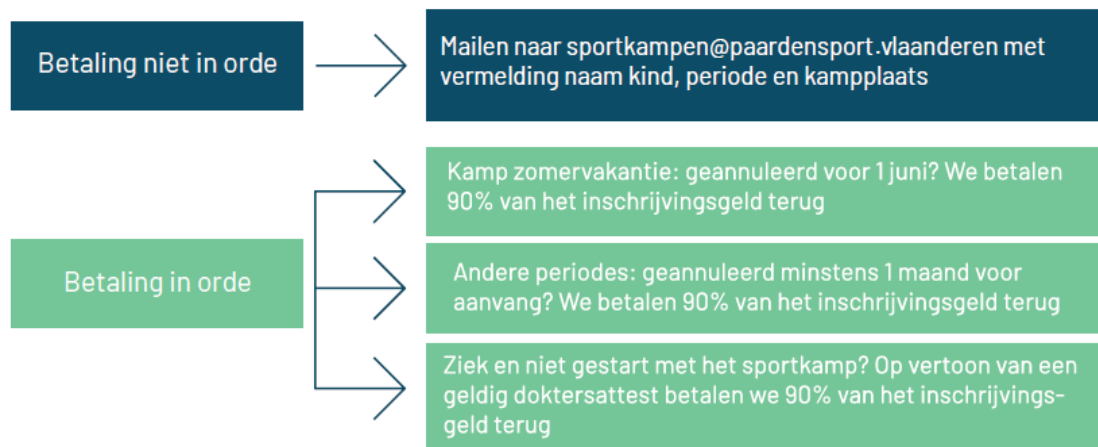 Betaling niet in orde
Mailen naar sportkampen@paardensport.vlaanderen met
vermelding naam kind, periode en kampplaats
Kamp zomervakantie: geannuleerd voor 1 juni? We betalen
90% van het inschrijvingsgeld terug
Betaling in orde
Andere periodes: geannuleerd minstens 1 maand voor
aanvang? We betalen 90% van het inschrijvingsgeld terug
Ziek en niet gestart met het sportkamp? Op vertoon van een
geldig doktersattest betalen we 90% van het inschrijvings-
geld terug